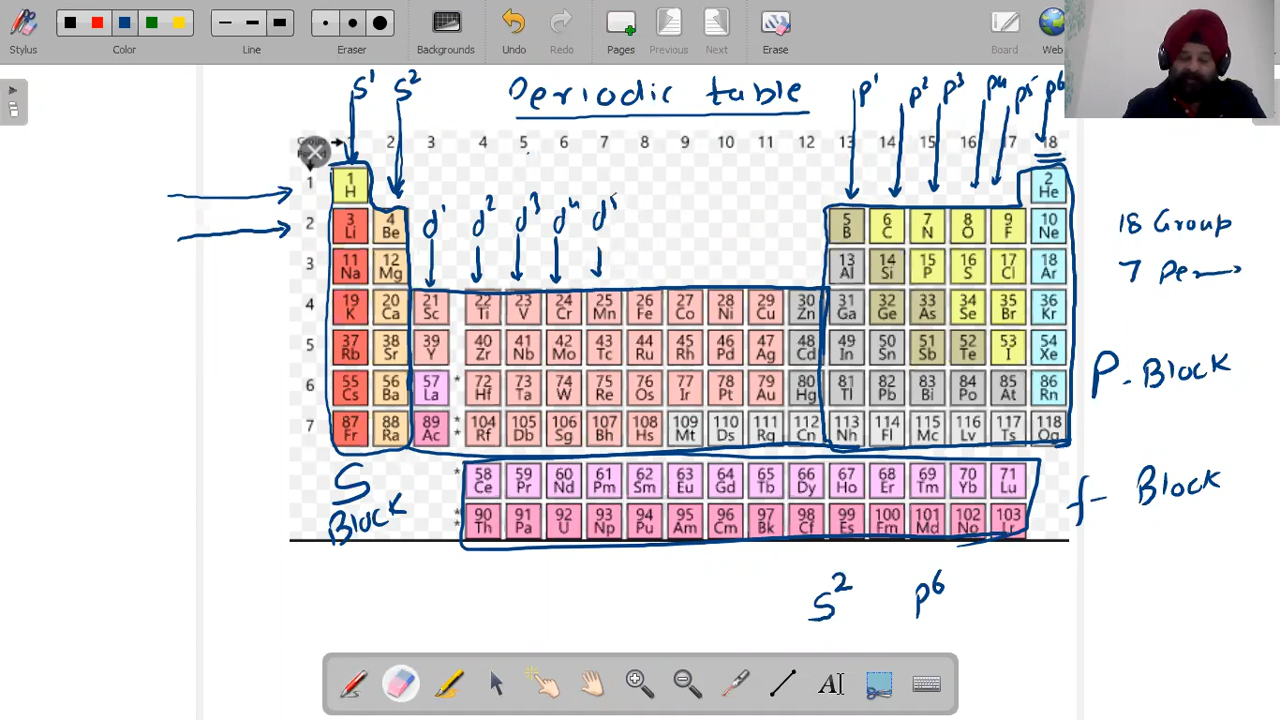 Stylus Color Line Eraser Backgrounds Undo Redo Pages Previous Next Erase Board Web
s¹ s² Periodic table p¹ p² p³ p⁴ p⁵ p⁶
Group
1 2 3 4 5 6 7 8 9 10 11 12 13 14 15 16 17 18
1 1 H 2 He
d¹ d² d³ d⁴ d⁵
2 3 Li 4 Be 5 B 6 C 7 N 8 O 9 F 10 Ne
18 Group
3 11 Na 12 Mg 13 Al 14 Si 15 P 16 S 17 Cl 18 Ar
7 Per
4 19 K 20 Ca 21 Sc 22 Ti 23 V 24 Cr 25 Mn 26 Fe 27 Co 28 Ni 29 Cu 30 Zn 31 Ga 32 Ge 33 As 34 Se 35 Br 36 Kr
5 37 Rb 38 Sr 39 Y 40 Zr 41 Nb 42 Mo 43 Tc 44 Ru 45 Rh 46 Pd 47 Ag 48 Cd 49 In 50 Sn 51 Sb 52 Te 53 I 54 Xe
P-Block
6 55 Cs 56 Ba 57 La * 72 Hf 73 Ta 74 W 75 Re 76 Os 77 Ir 78 Pt 79 Au 80 Hg 81 Tl 82 Pb 83 Bi 84 Po 85 At 86 Rn
7 87 Fr 88 Ra 89 Ac * * 104 Rf 105 Db 106 Sg 107 Bh 108 Hs 109 Mt 110 Ds 111 Rg 112 Cn 113 Nh 114 Fl 115 Mc 116 Lv 117 Ts 118 Og
* 58 Ce 59 Pr 60 Nd 61 Pm 62 Sm 63 Eu 64 Gd 65 Tb 66 Dy 67 Ho 68 Er 69 Tm 70 Yb 71 Lu
S
Block
f- Block
* * 90 Th 91 Pa 92 U 93 Np 94 Pu 95 Am 96 Cm 97 Bk 98 Cf 99 Es 100 Fm 101 Md 102 No 103 Lr
s² p⁶
AI